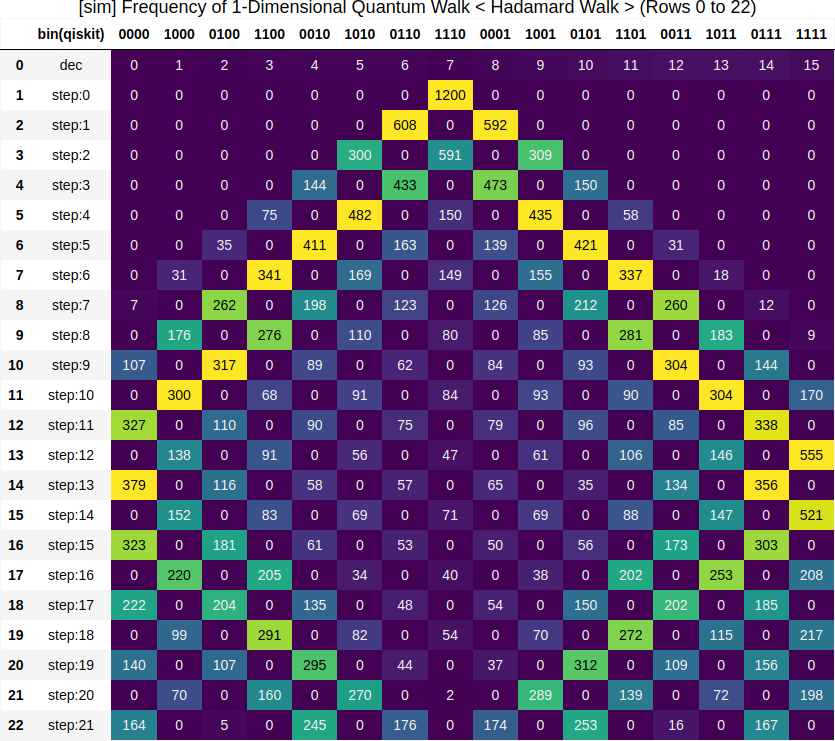 [sim] Frequency of 1-Dimensional Quantum Walk < Hadamard Walk > (Rows 0 to 22)
bin(qiskit) 0000 1000 0100 1100 0010 1010 0110 1110 0001 1001 0101 1101 0011 1011 0111 1111
0 dec 0 1 2 3 4 5 6 7 8 9 10 11 12 13 14 15
1 step:0 0 0 0 0 0 0 0 1200 0 0 0 0 0 0 0 0
2 step:1 0 0 0 0 0 0 608 0 592 0 0 0 0 0 0 0
3 step:2 0 0 0 0 0 300 0 591 0 309 0 0 0 0 0 0
4 step:3 0 0 0 0 144 0 433 0 473 0 150 0 0 0 0 0
5 step:4 0 0 0 75 0 482 0 150 0 435 0 58 0 0 0 0
6 step:5 0 0 35 0 411 0 163 0 139 0 421 0 31 0 0 0
7 step:6 0 31 0 341 0 169 0 149 0 155 0 337 0 18 0 0
8 step:7 7 0 262 0 198 0 123 0 126 0 212 0 260 0 12 0
9 step:8 0 176 0 276 0 110 0 80 0 85 0 281 0 183 0 9
10 step:9 107 0 317 0 89 0 62 0 84 0 93 0 304 0 144 0
11 step:10 0 300 0 68 0 91 0 84 0 93 0 90 0 304 0 170
12 step:11 327 0 110 0 90 0 75 0 79 0 96 0 85 0 338 0
13 step:12 0 138 0 91 0 56 0 47 0 61 0 106 0 146 0 555
14 step:13 379 0 116 0 58 0 57 0 65 0 35 0 134 0 356 0
15 step:14 0 152 0 83 0 69 0 71 0 69 0 88 0 147 0 521
16 step:15 323 0 181 0 61 0 53 0 50 0 56 0 173 0 303 0
17 step:16 0 220 0 205 0 34 0 40 0 38 0 202 0 253 0 208
18 step:17 222 0 204 0 135 0 48 0 54 0 150 0 202 0 185 0
19 step:18 0 99 0 291 0 82 0 54 0 70 0 272 0 115 0 217
20 step:19 140 0 107 0 295 0 44 0 37 0 312 0 109 0 156 0
21 step:20 0 70 0 160 0 270 0 2 0 289 0 139 0 72 0 198
22 step:21 164 0 5 0 245 0 176 0 174 0 253 0 16 0 167 0